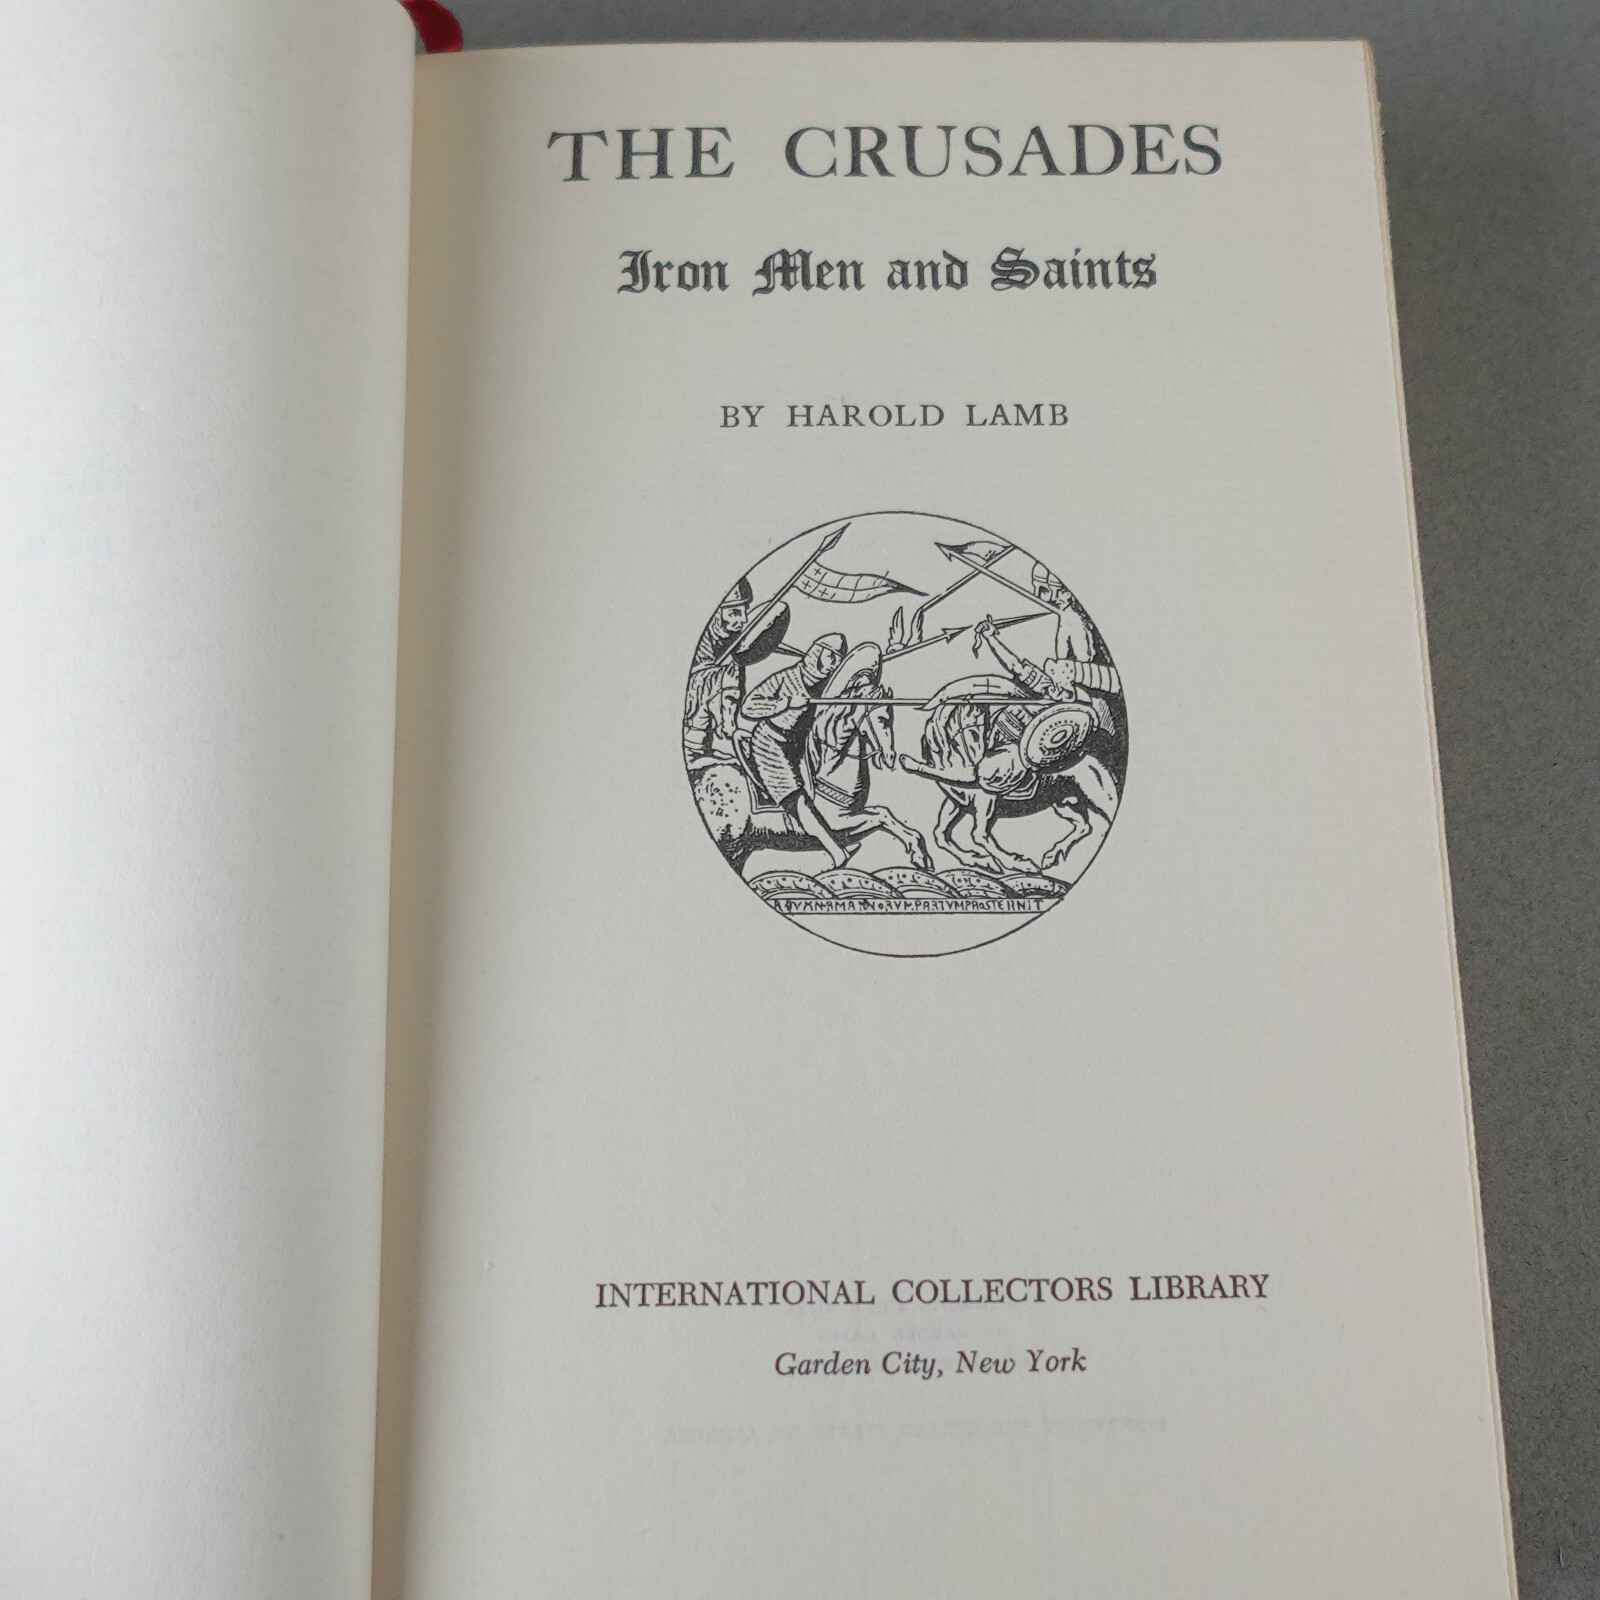 THE CRUSADES
Iron Men and Saints
BY HAROLD LAMB
INTERNATIONAL COLLECTORS LIBRARY
Garden City, New York